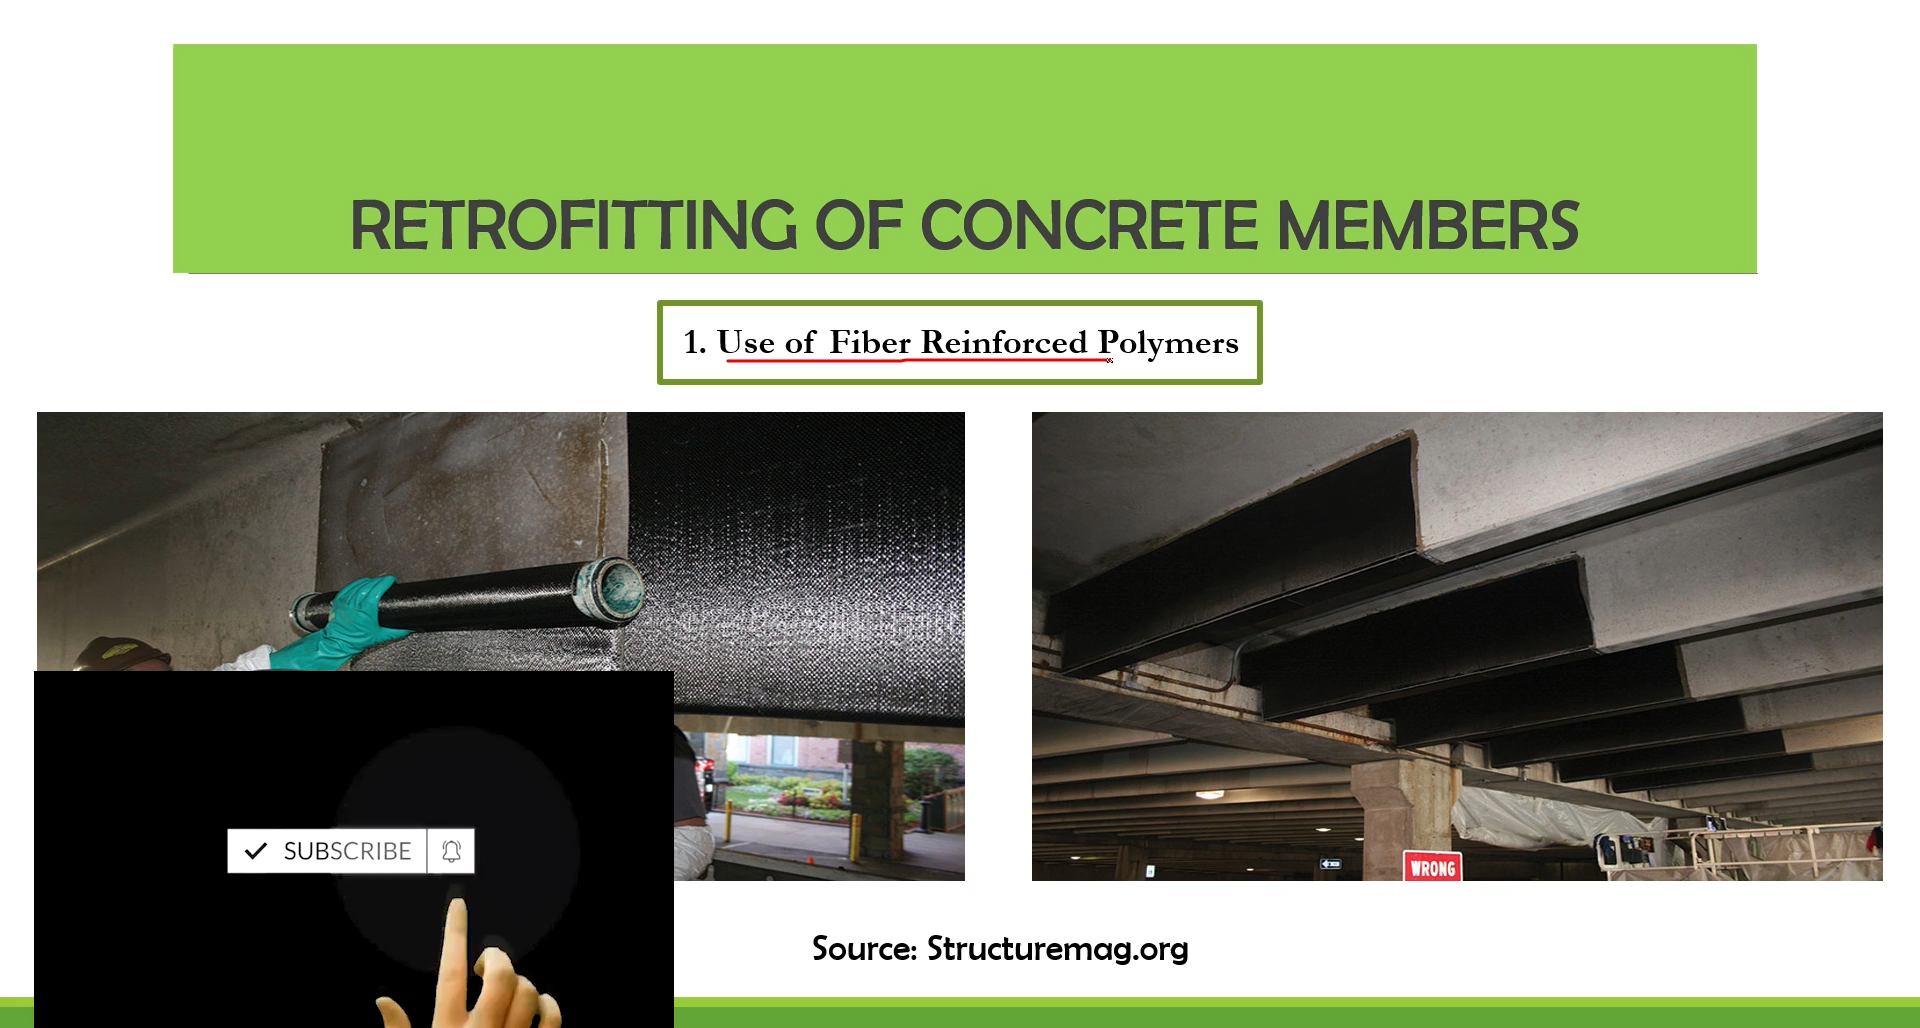 RETROFITTING OF CONCRETE MEMBERS
1. Use of Fiber Reinforced Polymers
SUBSCRIBE
WRONG
Source: Structuremag.org